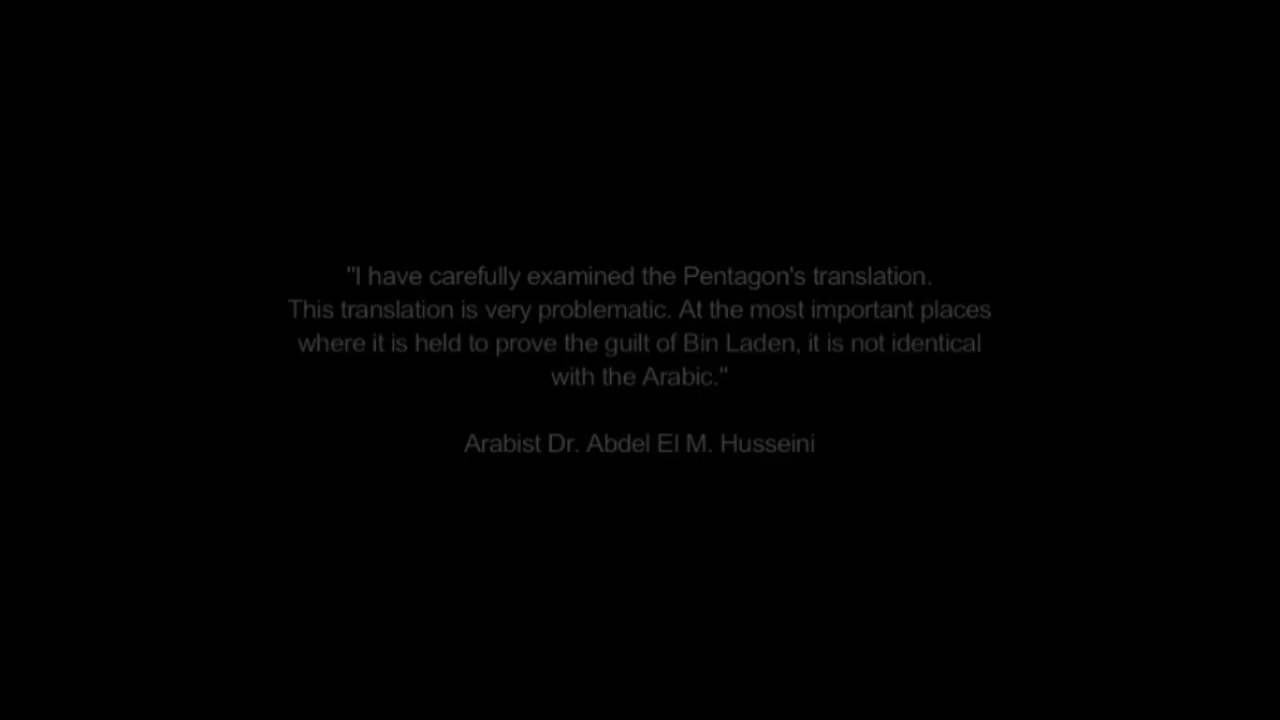 "I have carefully examined the Pentagon's translation.
This translation is very problematic. At the most important places
where it is held to prove the guilt of Bin Laden, it is not identical
with the Arabic."
Arabist Dr. Abdel El M. Husseini